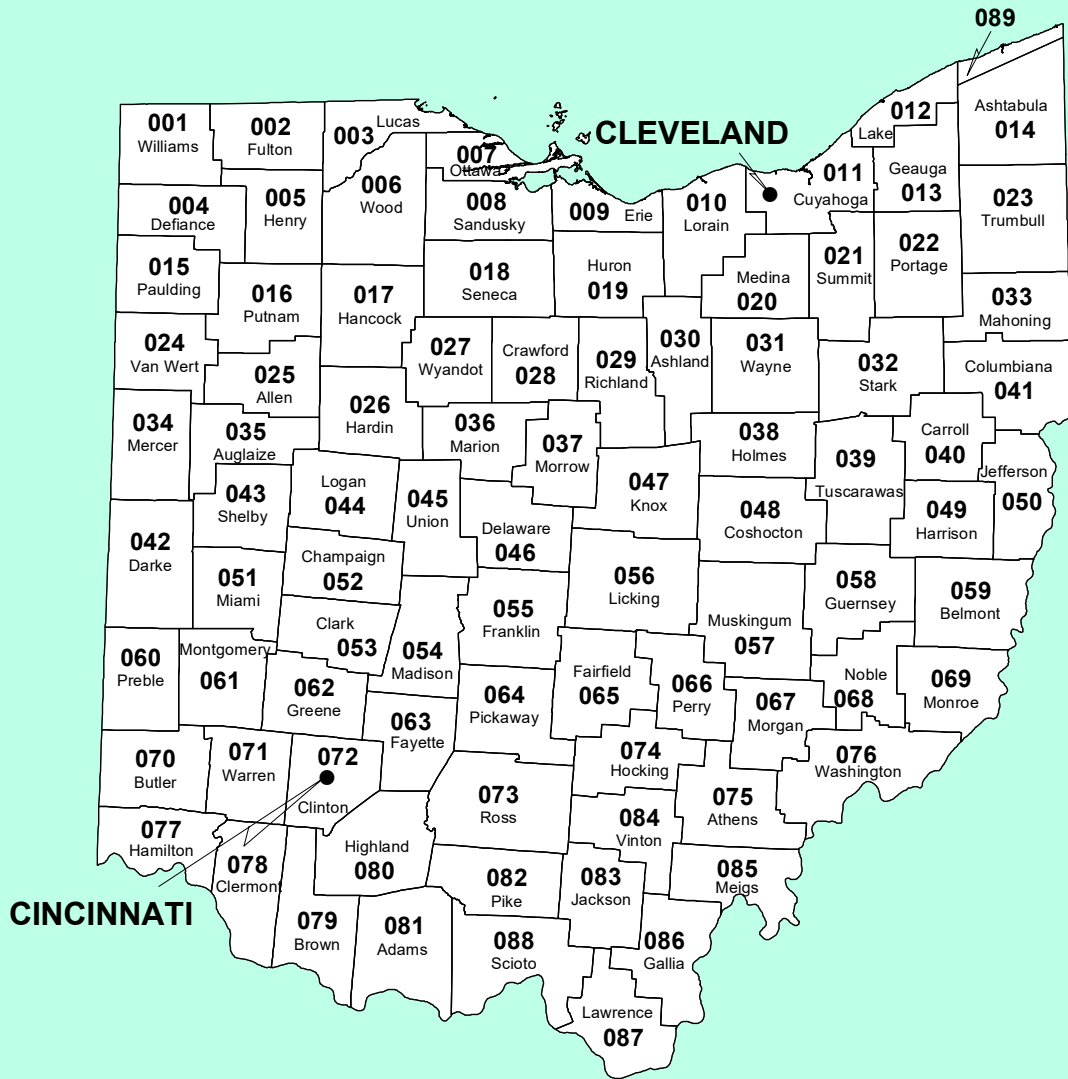 089
012
Lake
Ashtabula
014
001
Williams
002
Fulton
003
Lucas
007
Ottawa
CLEVELAND
011
Cuyahoga
Geauga
013
004
Defiance
005
Henry
006
Wood
008
Sandusky
009
Erie
010
Lorain
023
Trumbull
015
Paulding
016
Putnam
017
Hancock
018
Seneca
Huron
019
Medina
020
021
Summit
022
Portage
033
Mahoning
024
Van Wert
025
Allen
027
Wyandot
Crawford
028
029
Richland
030
Ashland
031
Wayne
032
Stark
Columbiana
041
034
Mercer
035
Auglaize
026
Hardin
036
Marion
037
Morrow
038
Holmes
039
Tuscarawas
Carroll
040
Jefferson
050
043
Shelby
Logan
044
045
Union
Delaware
046
047
Knox
048
Coshocton
049
Harrison
042
Darke
051
Miami
Champaign
052
055
Franklin
056
Licking
Muskingum
057
058
Guernsey
059
Belmont
Clark
053
054
Madison
060
Preble
Montgomery
061
062
Greene
063
Fayette
064
Pickaway
Fairfield
065
066
Perry
067
Morgan
Noble
068
069
Monroe
070
Butler
071
Warren
072
Clinton
073
Ross
074
Hocking
075
Athens
076
Washington
077
Hamilton
078
Clermont
Highland
080
082
Pike
083
Jackson
084
Vinton
085
Meigs
CINCINNATI
079
Brown
081
Adams
088
Scioto
086
Gallia
Lawrence
087